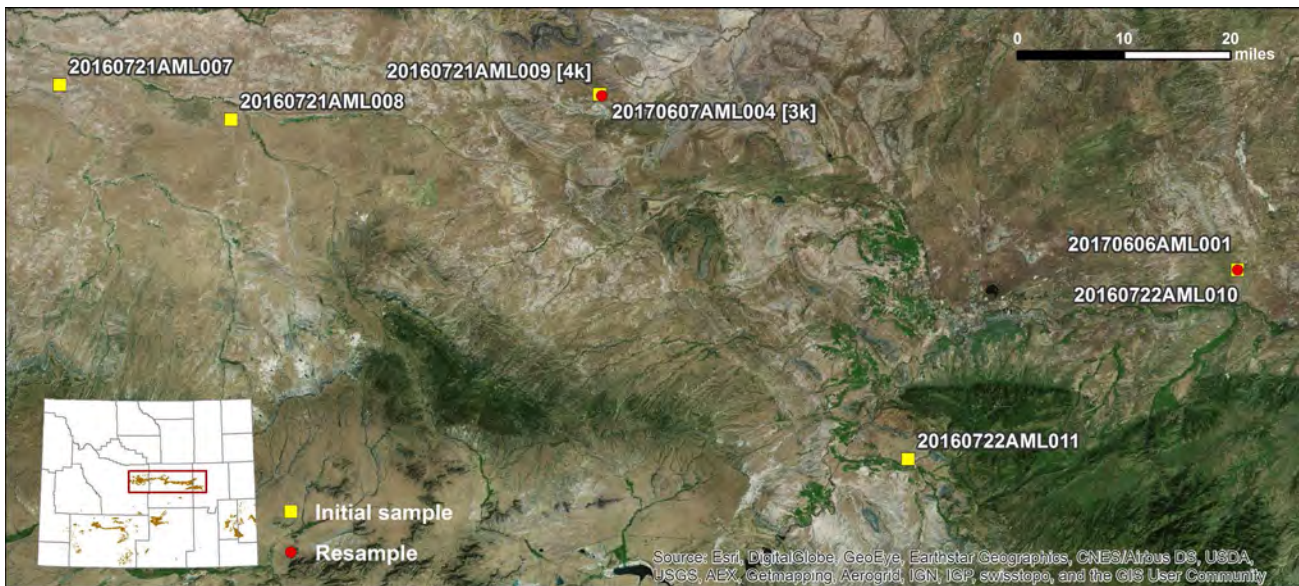 0 10 20
miles
20160721AML007
20160721AML008
20160721AML009 [4k]
20170607AML004 [3k]
20170606AML001
20160722AML010
20160722AML011
Initial sample
Resample
Source: Esri, DigitalGlobe, GeoEye, Earthstar Geographics, CNES/Airbus DS, USDA,
USGS, AEX, Getmapping, Aerogrid, IGN, IGP, swisstopo, and the GIS User Community